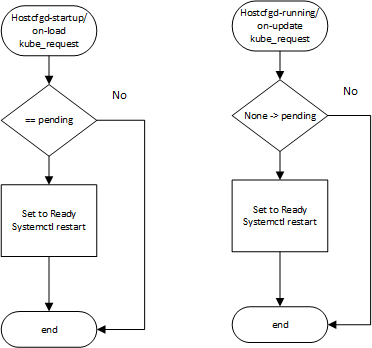 Hostcfgd-startup/
on-load
kube_request
No
== pending
Set to Ready
Systemctl restart
end
Hostcfgd-running/
on-update
kube_request
No
None -> pending
Set to Ready
Systemctl restart
end